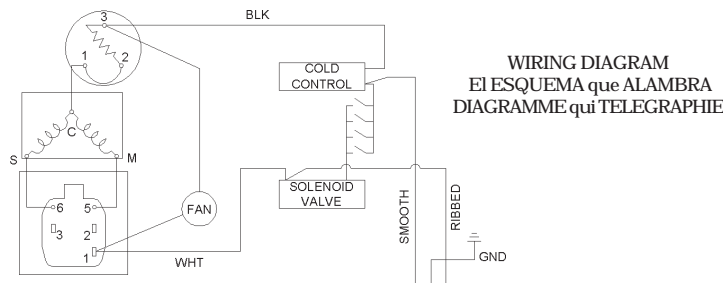 3
BLK
1
2
COLD
CONTROL
WIRING DIAGRAM
El ESQUEMA que ALAMBRA
DIAGRAMME qui TELEGRAPHIE
C
S
M
SOLENOID
VALVE
FAN
6
5
3
2
1
WHT
SMOOTH
RIBBED
GND